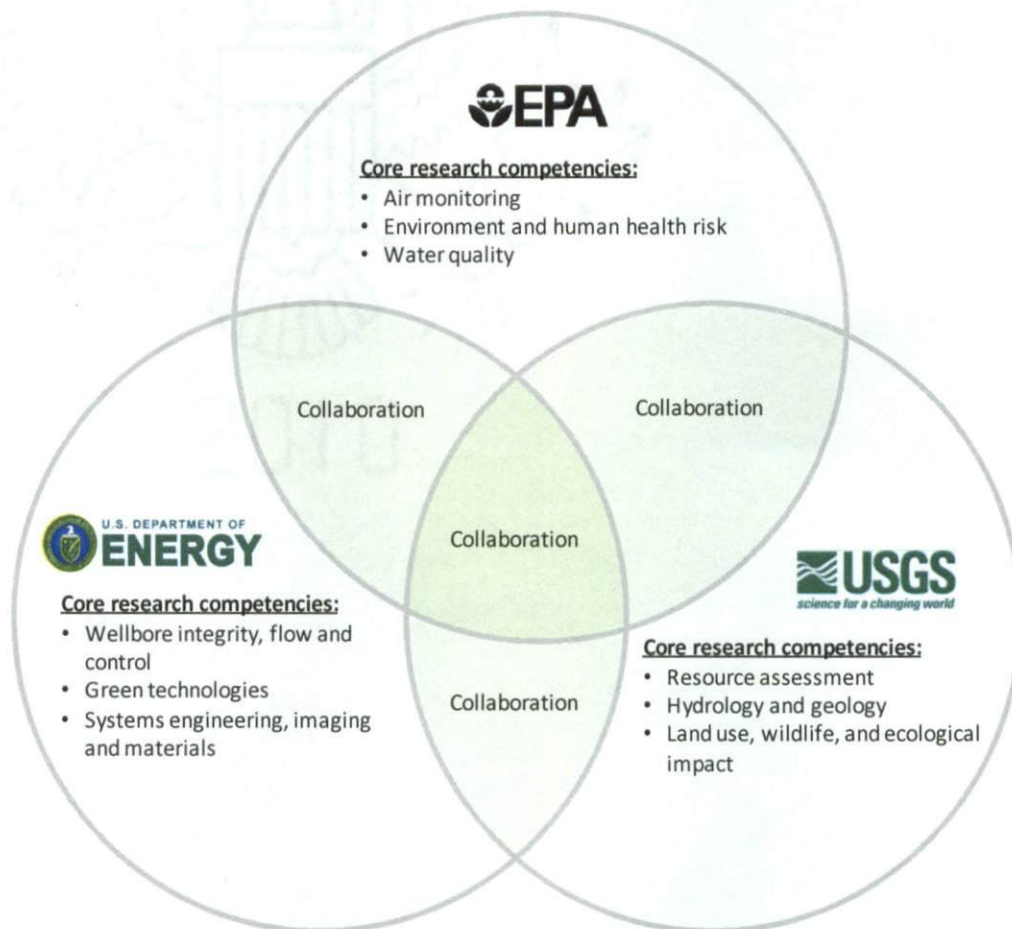 EPA
Core research competencies:
• Air monitoring
• Environment and human health risk
• Water quality
Collaboration
Collaboration
Collaboration
U.S. DEPARTMENT OF
ENERGY
Core research competencies:
• Wellbore integrity, flow and
control
• Green technologies
• Systems engineering, imaging
and materials
USGS
science for a changing world
Core research competencies:
• Resource assessment
• Hydrology and geology
• Land use, wildlife, and ecological
impact
Collaboration